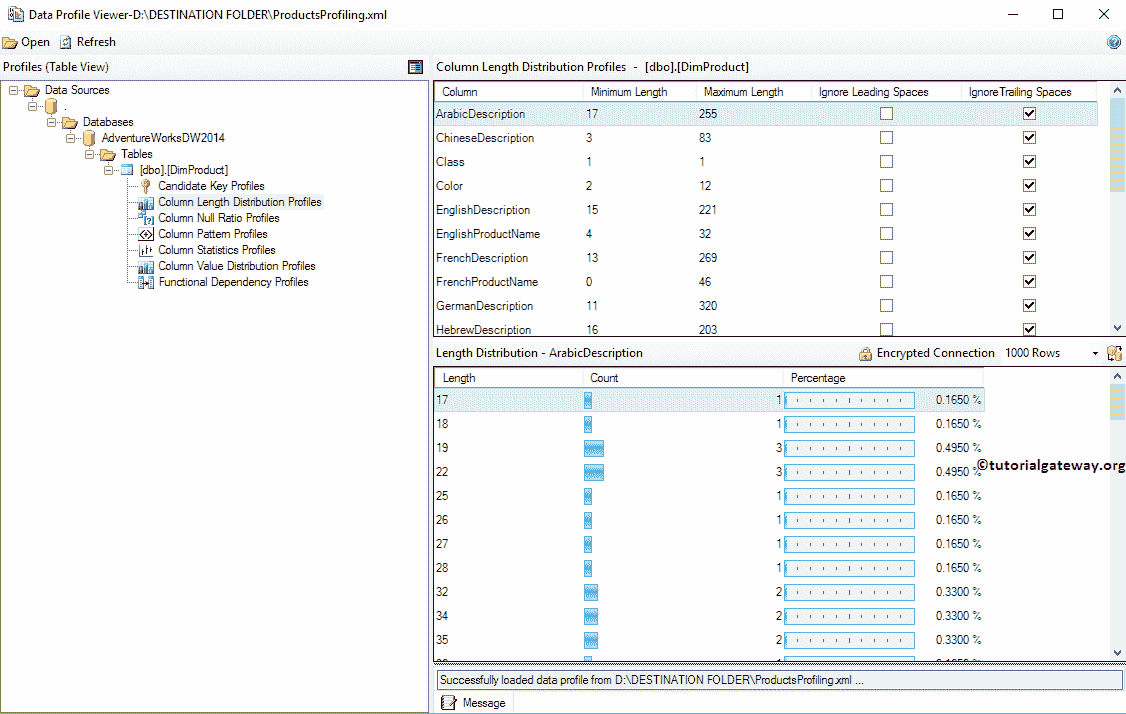 Data Profile Viewer-D:\DESTINATION FOLDER\ProductsProfiling.xml
Open Refresh
Profiles (Table View)
Data Sources
.
Databases
AdventureWorksDW2014
Tables
[dbo].[DimProduct]
Candidate Key Profiles
Column Length Distribution Profiles
Column Null Ratio Profiles
Column Pattern Profiles
Column Statistics Profiles
Column Value Distribution Profiles
Functional Dependency Profiles
Column Length Distribution Profiles - [dbo].[DimProduct]
Column Minimum Length Maximum Length Ignore Leading Spaces Ignore Trailing Spaces
ArabicDescription 17 255
ChineseDescription 3 83
Class 1 1
Color 2 12
EnglishDescription 15 221
EnglishProductName 4 32
FrenchDescription 13 269
FrenchProductName 0 46
GermanDescription 11 320
HebrewDescription 16 203
Length Distribution - ArabicDescription Encrypted Connection 1000 Rows
Length Count Percentage
17 1 0.1650 %
18 1 0.1650 %
19 3 0.4950 %
22 3 0.4950 %
©tutorialgateway.org
25 1 0.1650 %
26 1 0.1650 %
27 1 0.1650 %
28 1 0.1650 %
32 2 0.3300 %
34 2 0.3300 %
35 2 0.3300 %
Successfully loaded data profile from D:\DESTINATION FOLDER\ProductsProfiling.xml ...
Message